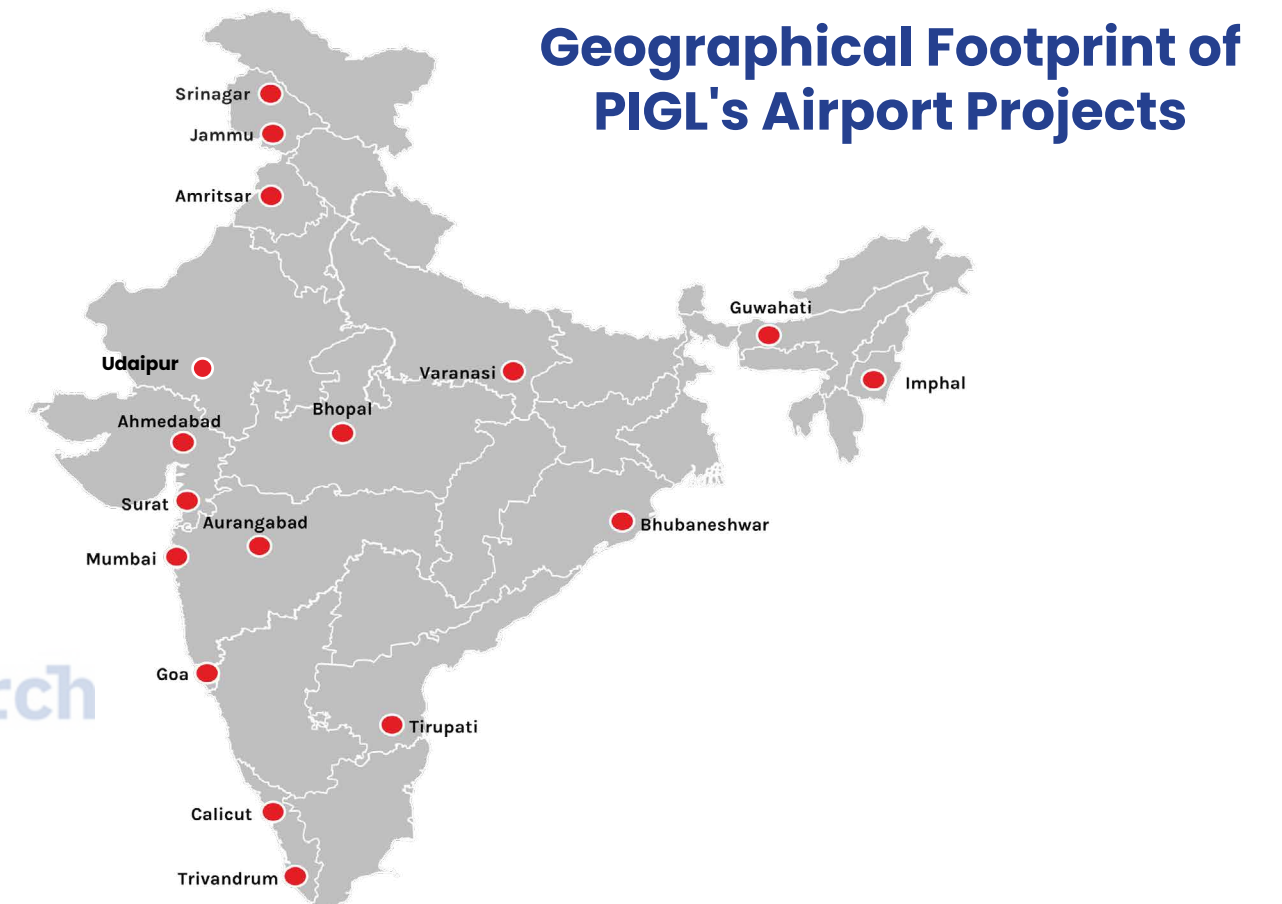 Geographical Footprint of
PIGL's Airport Projects
Srinagar
Jammu
Amritsar
Guwahati
Udaipur
Varanasi
Imphal
Bhopal
Ahmedabad
Surat
Aurangabad
Bhubaneshwar
Mumbai
Goa
Tirupati
Calicut
Trivandrum